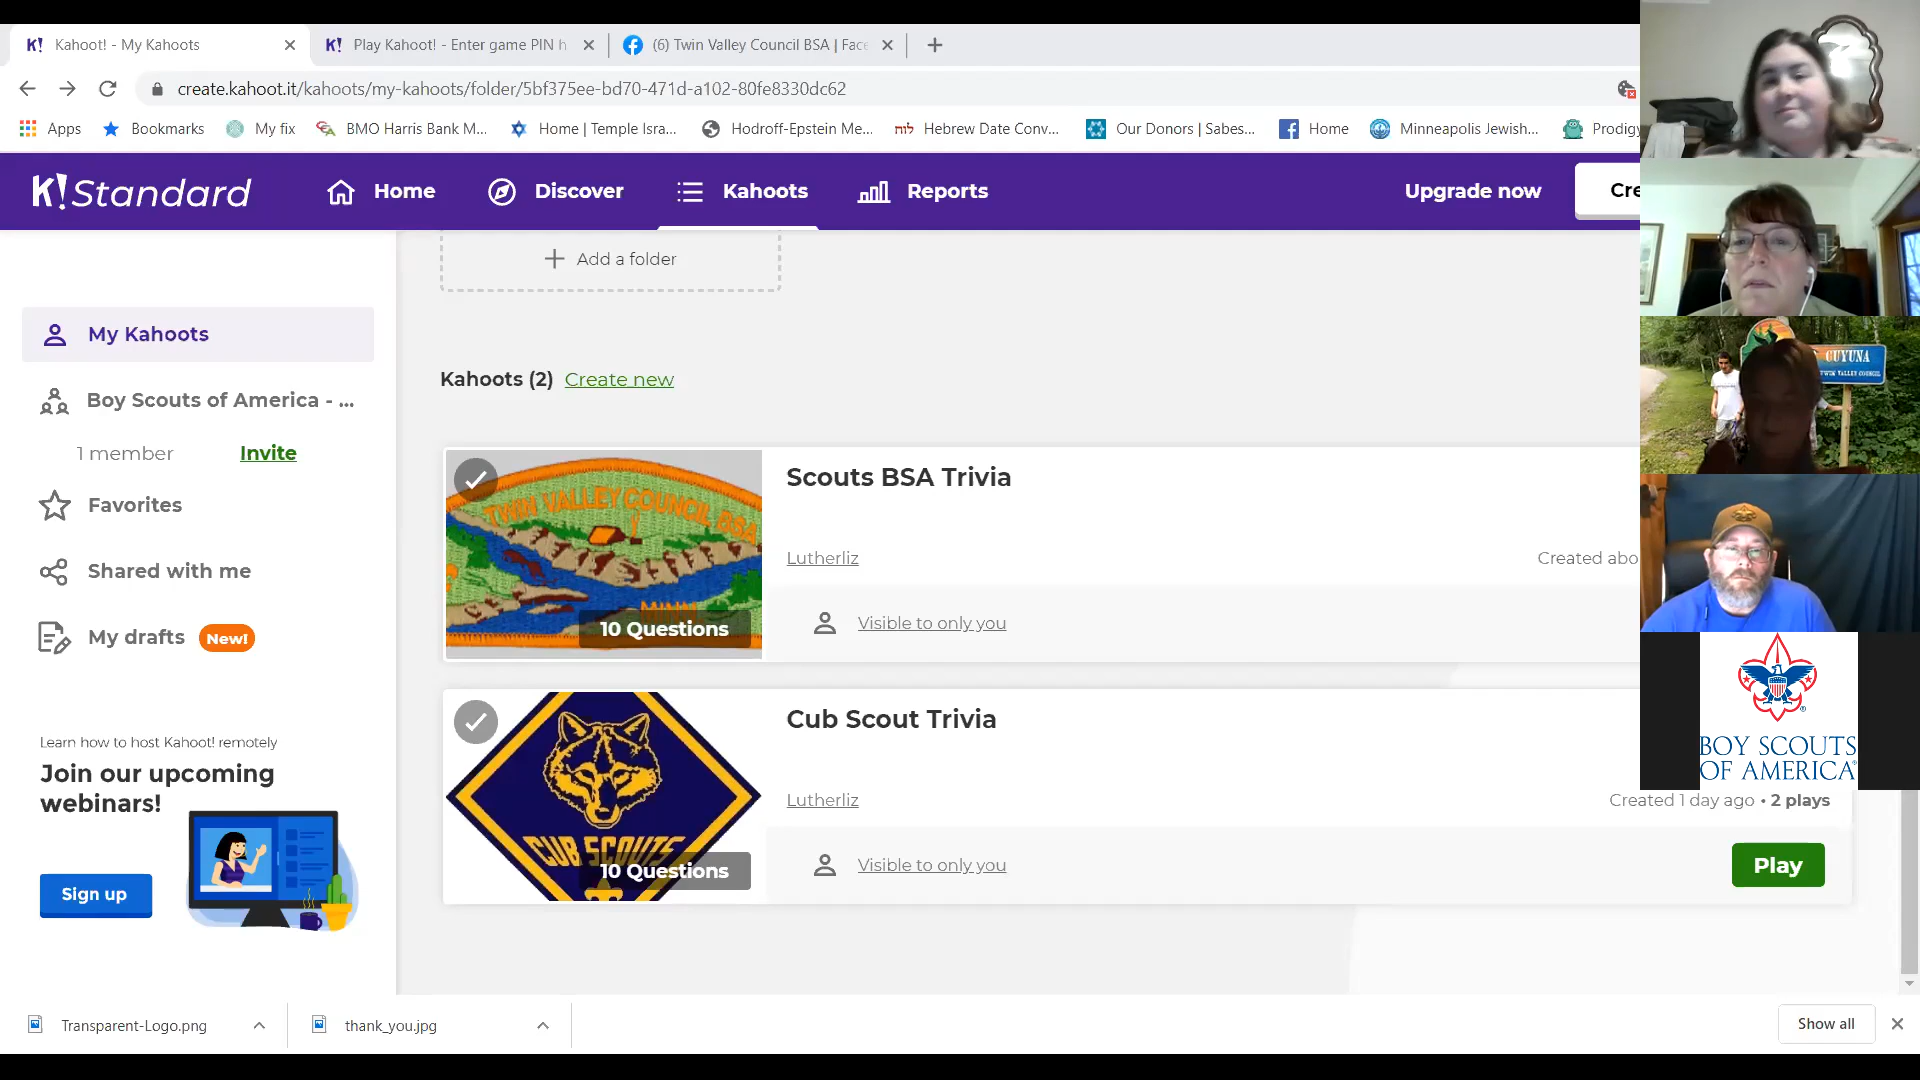 Kahoot! - My Kahoots
Play Kahoot! - Enter game PIN h
(6) Twin Valley Council BSA | Face
create.kahoot.it/kahoots/my-kahoots/folder/5bf375ee-bd70-471d-a102-80fe8330dc62
Apps
Bookmarks
My fix
BMO Harris Bank M...
Home | Temple Isra...
Hodroff-Epstein Me...
לוח
Hebrew Date Conv...
Our Donors | Sabes...
Home
Minneapolis Jewish...
Prodigy
K! Standard
Home
Discover
Kahoots
Reports
Upgrade now
Cre
Add a folder
My Kahoots
Boy Scouts of America - ...
1 member
Invite
Favorites
Shared with me
My drafts
New!
Learn how to host Kahoot! remotely
Join our upcoming
webinars!
Sign up
Kahoots (2)
Create new
TWIN VALLEY COUNCIL BSA
MINN
10 Questions
Scouts BSA Trivia
Lutherliz
Created abo
Visible to only you
CUB SCOUTS
10 Questions
Cub Scout Trivia
Lutherliz
Created 1 day ago • 2 plays
Visible to only you
Play
CUYUNA
TWIN VALLEY COUNCIL
BOY SCOUTS
OF AMERICA®
Transparent-Logo.png
thank_you.jpg
Show all